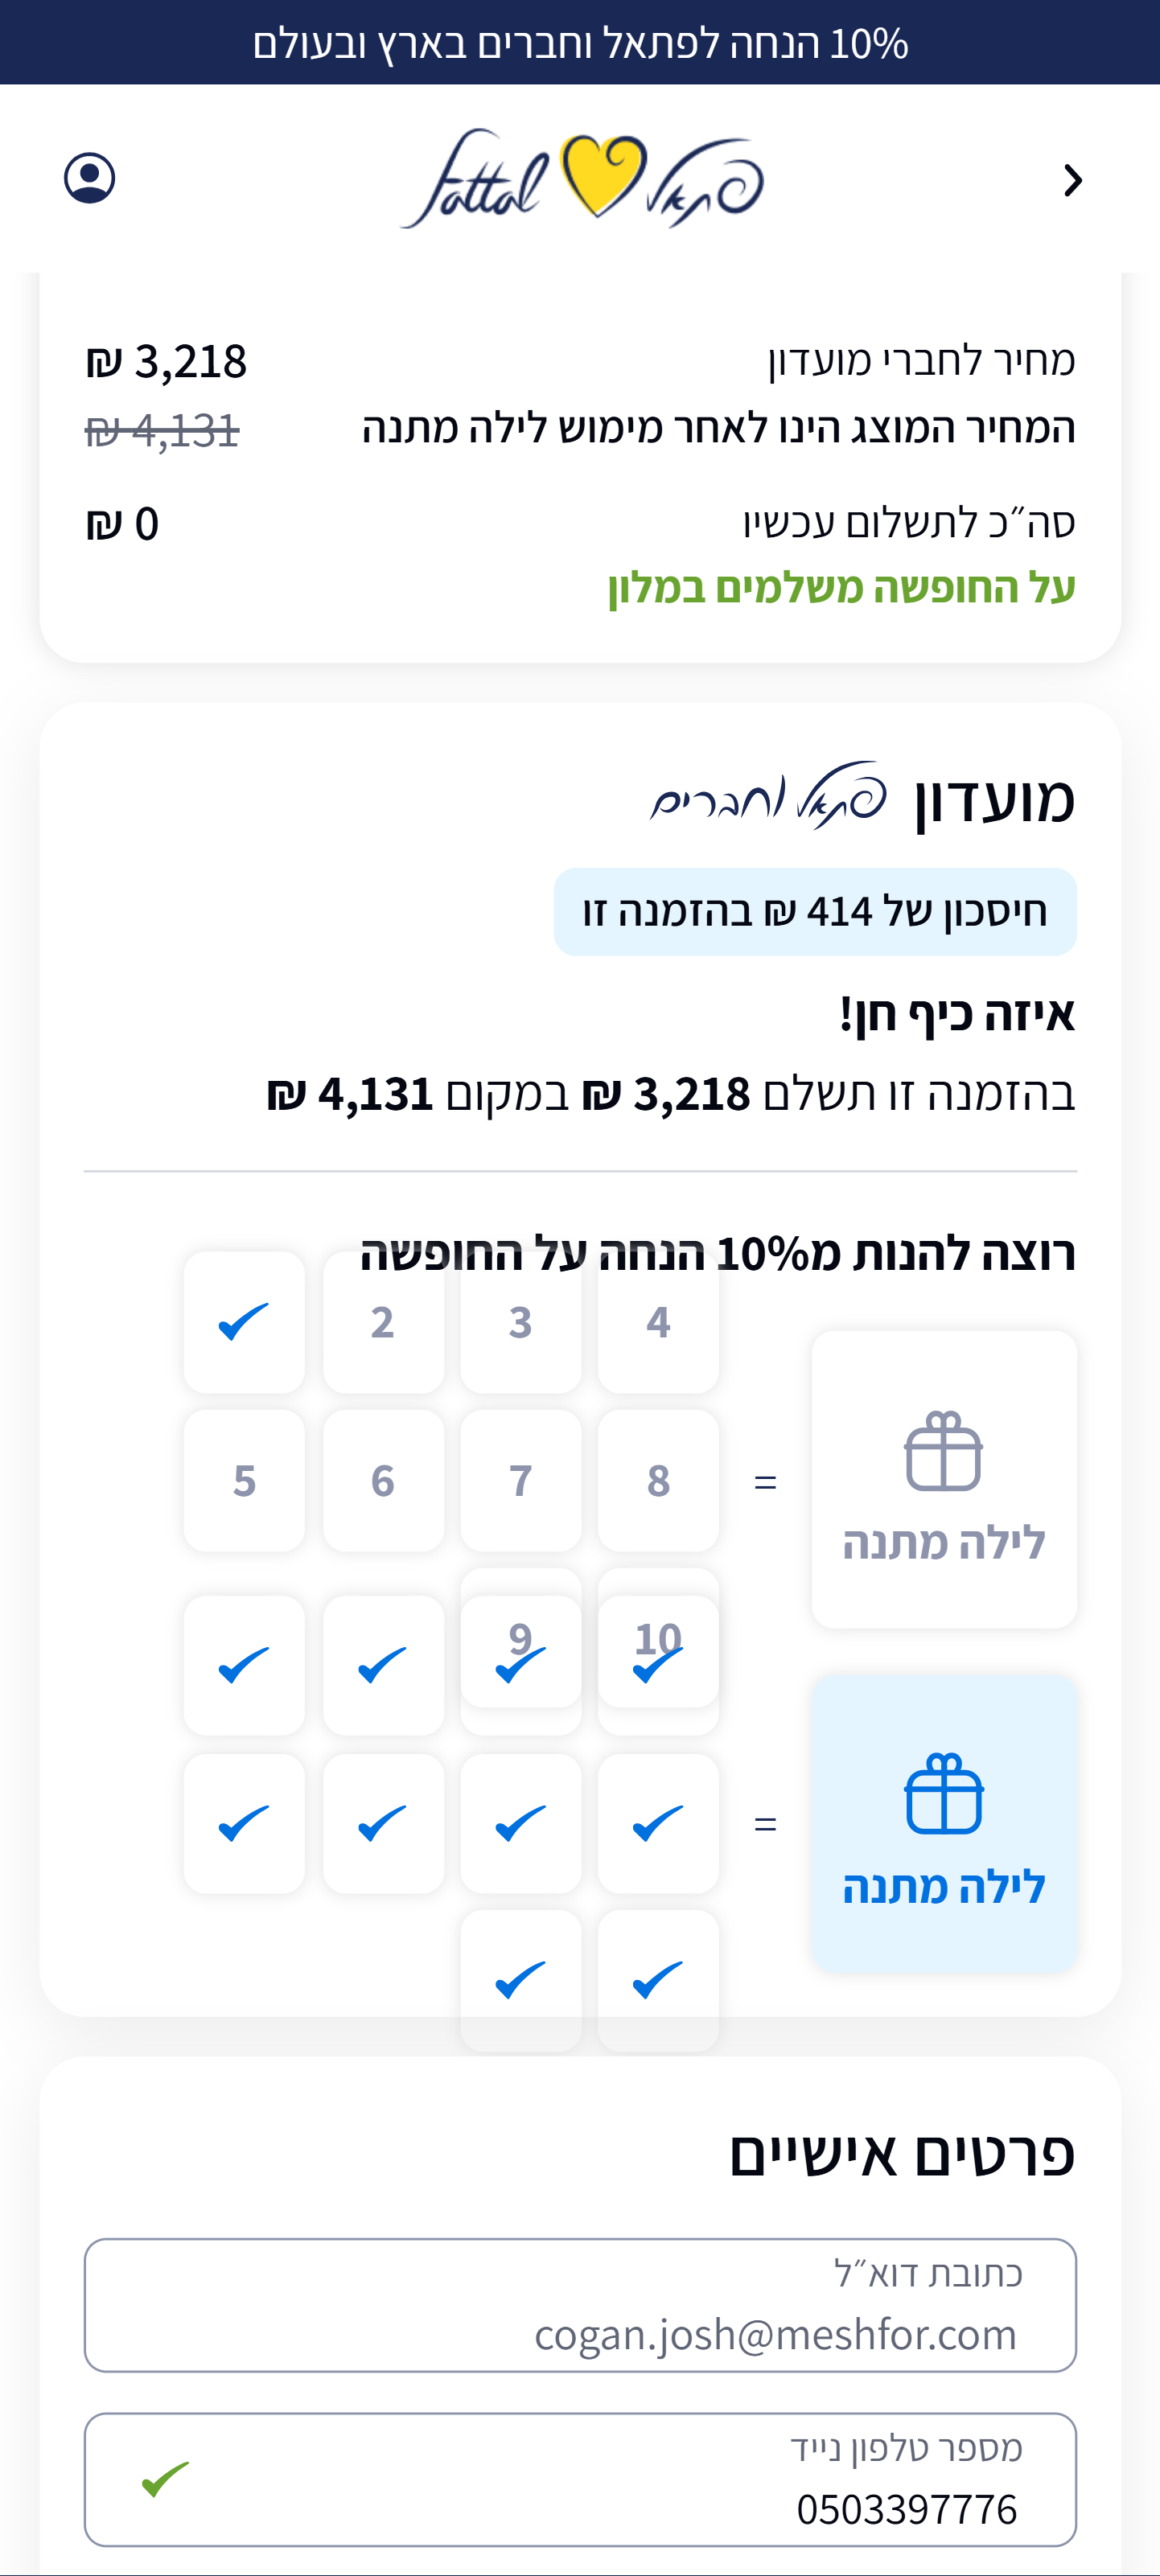 10% הנחה לפתאל וחברים בארץ ובעולם
fattal פתאל
מחיר לחברי מועדון 3,218 ₪
המחיר המוצג הינו לאחר מימוש לילה מתנה 4,131 ₪
סה״כ לתשלום עכשיו 0 ₪
על החופשה משלמים במלון
מועדון פתאל וחברים
חיסכון של 414 ₪ בהזמנה זו
איזה כיף חן!
בהזמנה זו תשלם 3,218 ₪ במקום 4,131 ₪
רוצה להנות מ10% הנחה על החופשה
2 3 4
5 6 7 8 =
לילה מתנה
9 10
=
לילה מתנה
פרטים אישיים
כתובת דוא״ל
cogan.josh@meshfor.com
מספר טלפון נייד
0503397776